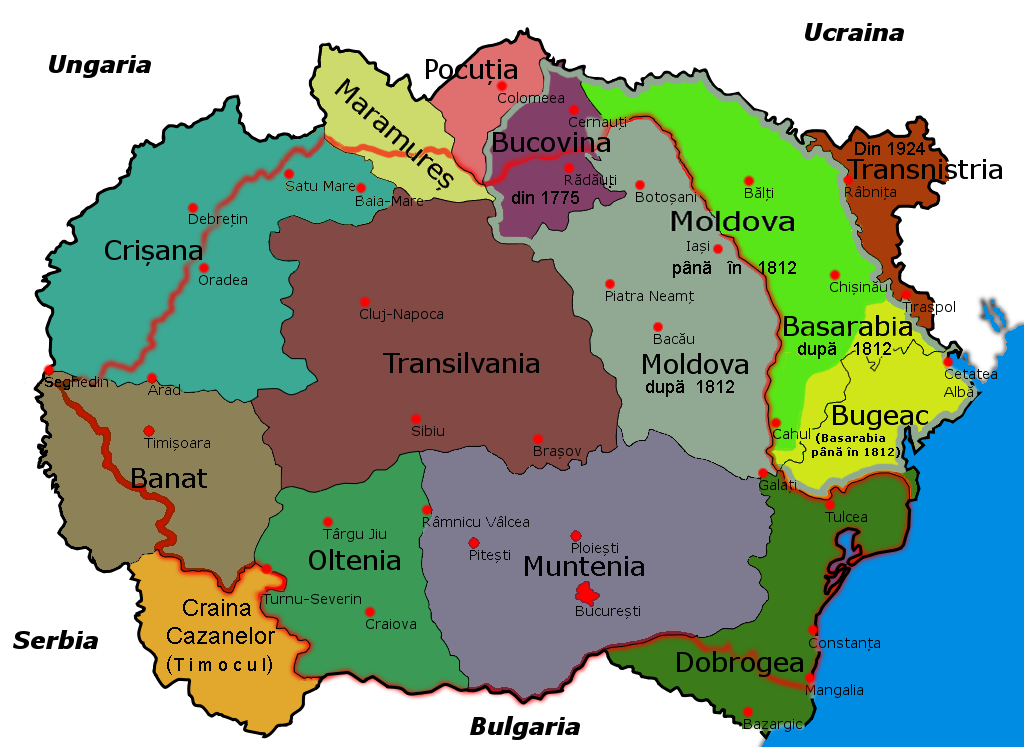 Ucraina
Ungaria
Pocuția
Colomeea
Maramureș
Cernauți
Bucovina
Din 1924
Transnistria
Rădăuți
din 1775
Satu Mare
Baia-Mare
Botoșani
Bălți
Râbnița
Debrețin
Moldova
până în 1812
Crișana
Iași
Oradea
Chișinău
Piatra Neamț
Tiraspol
Cluj-Napoca
Basarabia
după 1812
Bacău
Transilvania
Moldova
după 1812
Cetatea
Albă
Seghedin
Arad
Bugeac
(Basarabia
până în 1812)
Sibiu
Cahul
Timișoara
Brașov
Banat
Galați
Tulcea
Râmnicu Vâlcea
Târgu Jiu
Pitești
Ploiești
Oltenia
Muntenia
Turnu-Severin
București
Craina
Cazanelor
(Timocul)
Craiova
Serbia
Constanța
Dobrogea
Mangalia
Bulgaria
Bazargic